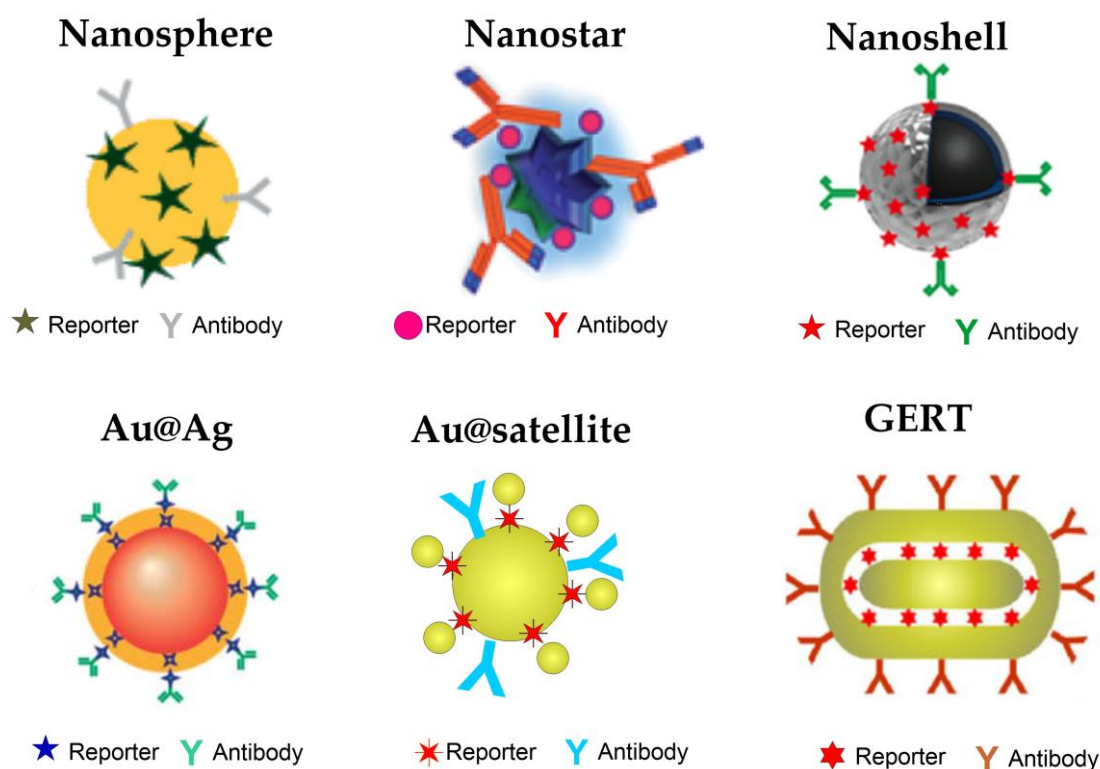 Nanosphere
Nanostar
Nanoshell
Reporter Antibody
Reporter Antibody
Reporter Antibody
Au@Ag
Au@satellite
GERT
Reporter Antibody
Reporter Antibody
Reporter Antibody